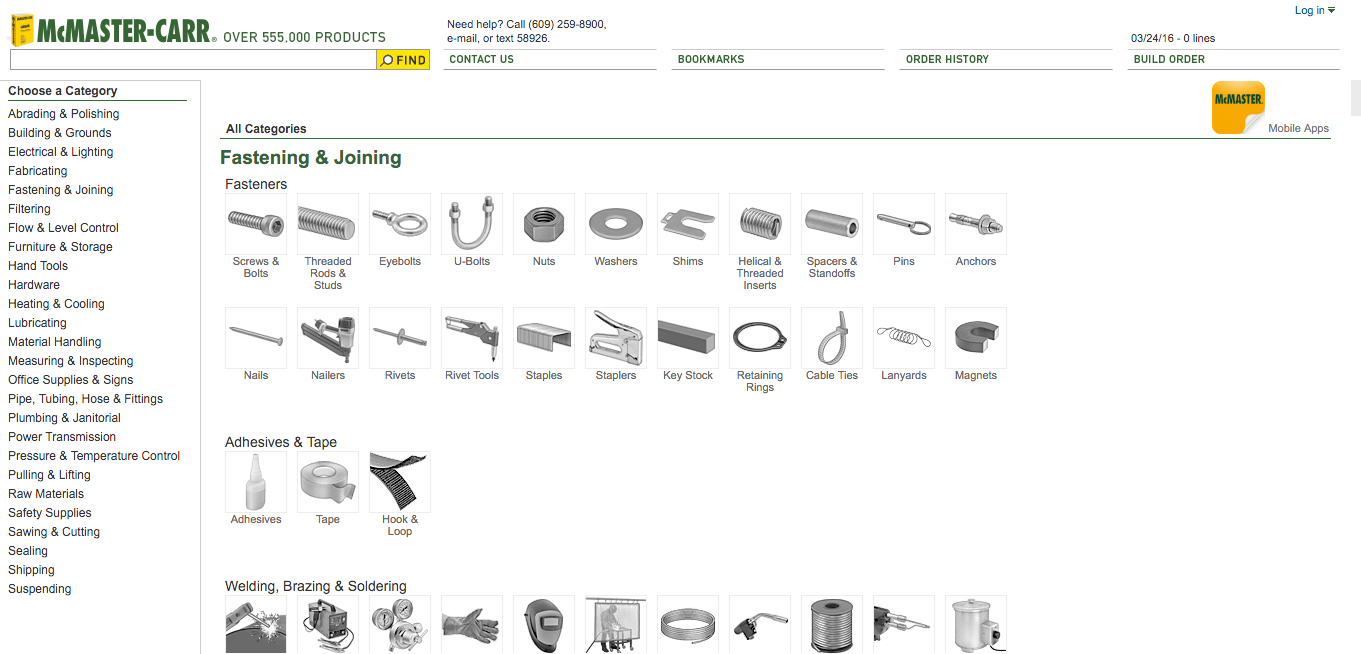 Log in
McMASTER-CARR® OVER 555,000 PRODUCTS
Need help? Call (609) 259-8900,
e-mail, or text 58926.
03/24/16 - 0 lines
FIND
CONTACT US
BOOKMARKS
ORDER HISTORY
BUILD ORDER
Choose a Category
Abrading & Polishing
Building & Grounds
Electrical & Lighting
Fabricating
Fastening & Joining
Filtering
Flow & Level Control
Furniture & Storage
Hand Tools
Hardware
Heating & Cooling
Lubricating
Material Handling
Measuring & Inspecting
Office Supplies & Signs
Pipe, Tubing, Hose & Fittings
Plumbing & Janitorial
Power Transmission
Pressure & Temperature Control
Pulling & Lifting
Raw Materials
Safety Supplies
Sawing & Cutting
Sealing
Shipping
Suspending
McMASTER
Mobile Apps
All Categories
Fastening & Joining
Fasteners
Screws &
Bolts
Threaded
Rods &
Studs
Eyebolts
U-Bolts
Nuts
Washers
Shims
Helical &
Threaded
Inserts
Spacers &
Standoffs
Pins
Anchors
Nails
Nailers
Rivets
Rivet Tools
Staples
Staplers
Key Stock
Retaining
Rings
Cable Ties
Lanyards
Magnets
Adhesives & Tape
Adhesives
Tape
Hook &
Loop
Welding, Brazing & Soldering